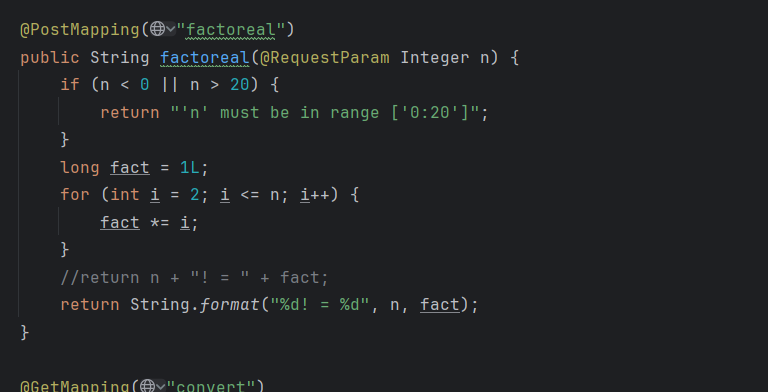 @PostMapping("factoreal")
public String factoreal(@RequestParam Integer n) {
if (n < 0 || n > 20) {
return "'n' must be in range ['0:20']";
}
long fact = 1L;
for (int i = 2; i <= n; i++) {
fact *= i;
}
//return n + "! = " + fact;
return String.format("%d! = %d", n, fact);
}
@GetMapping("convert")